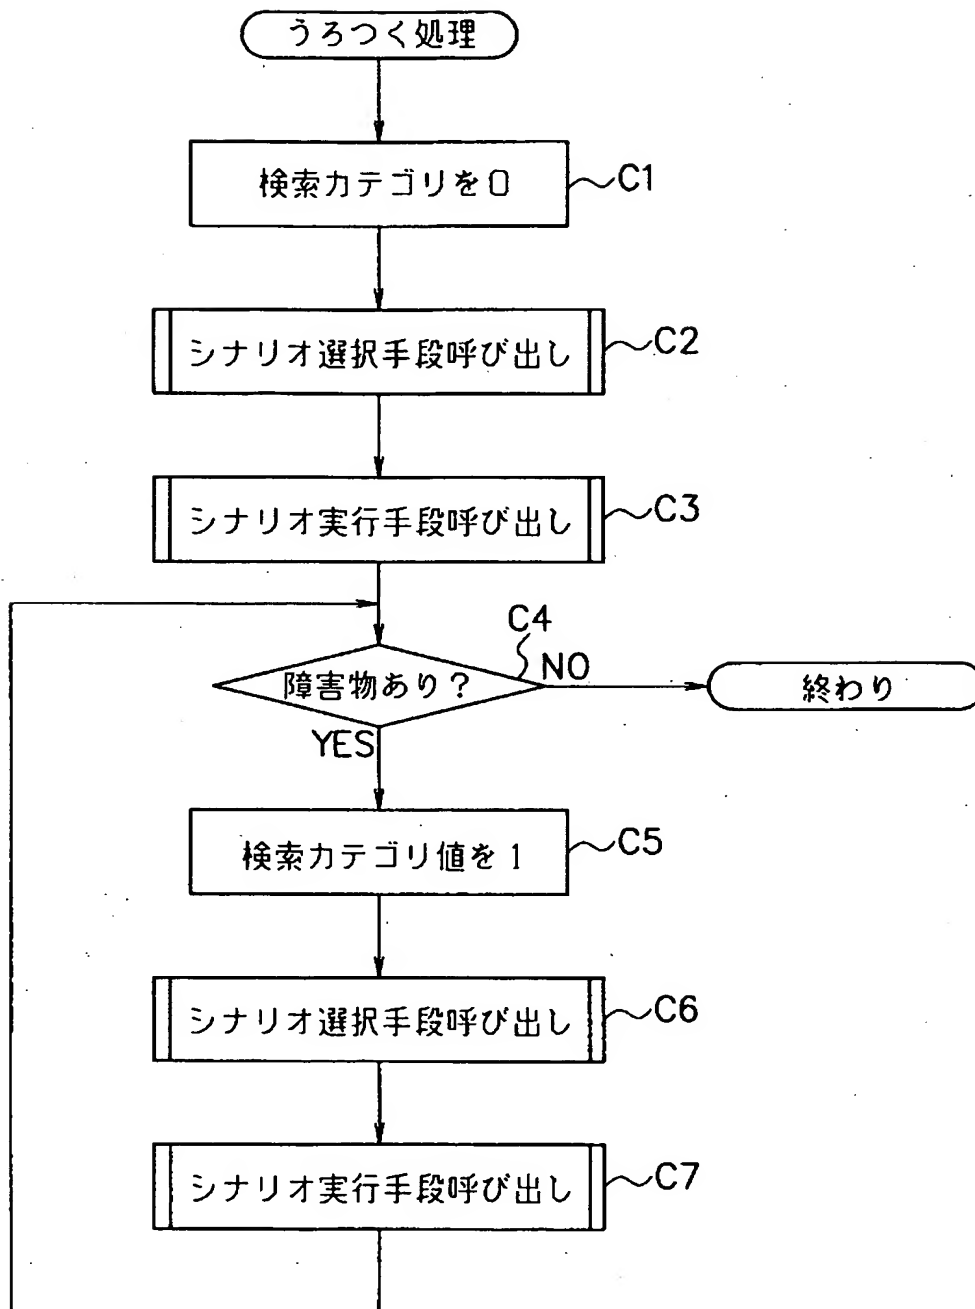 うろつく処理
検索カテゴリを0
C1
シナリオ選択手段呼び出し
C2
シナリオ実行手段呼び出し
C3
C4
障害物あり?
NO
終わり
YES
検索カテゴリ値を1
C5
シナリオ選択手段呼び出し
C6
シナリオ実行手段呼び出し
C7